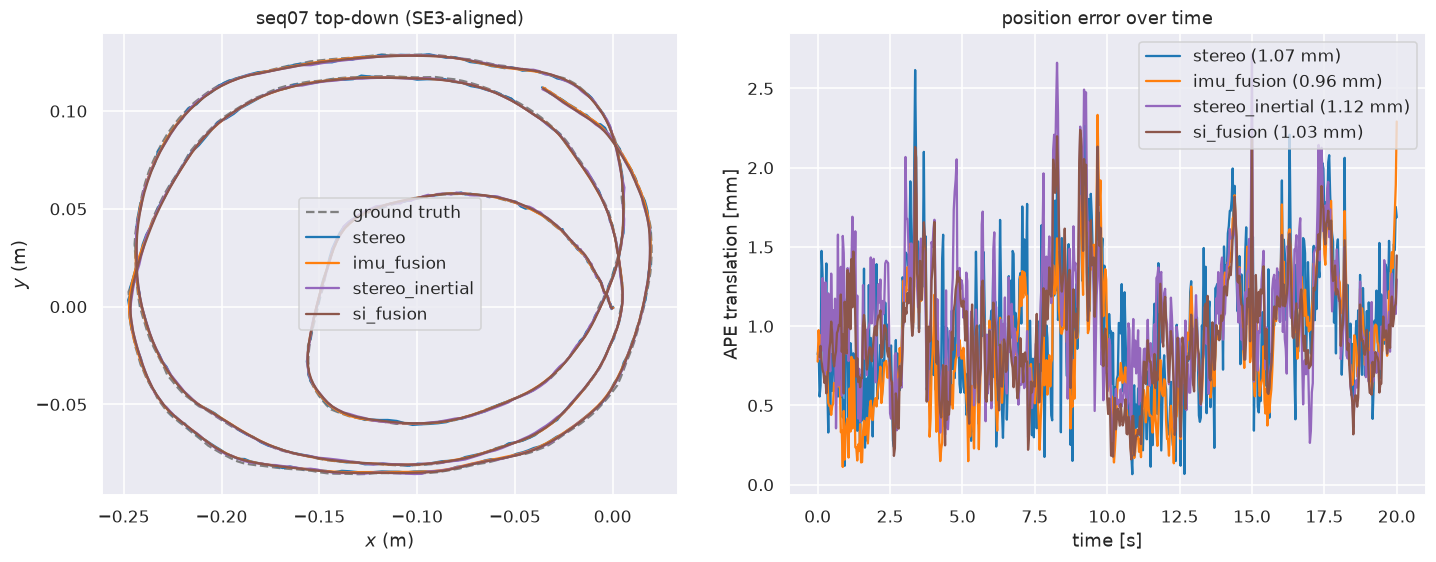 seq07 top-down (SE3-aligned)
0.10
0.05
0.00
−0.05
y (m)
ground truth
stereo
imu_fusion
stereo_inertial
si_fusion
−0.25
−0.20
−0.15
−0.10
−0.05
0.00
x (m)
position error over time
2.5
2.0
1.5
1.0
0.5
0.0
APE translation [mm]
stereo (1.07 mm)
imu_fusion (0.96 mm)
stereo_inertial (1.12 mm)
si_fusion (1.03 mm)
0.0
2.5
5.0
7.5
10.0
12.5
15.0
17.5
20.0
time [s]